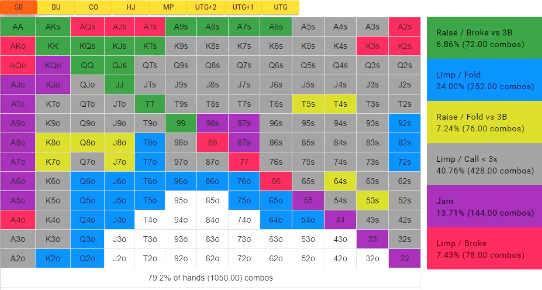 SB BU CO HJ MP UTG+2 UTG+1 UTG
AA AKs AQs AJs ATs A9s A8s A7s A6s A5s A4s A3s A2s
AKo KK KQs KJs KTs K9s K8s K7s K6s K5s K4s K3s K2s
AQo KQo QQ QJs QTs Q9s Q8s Q7s Q6s Q5s Q4s Q3s Q2s
AJo KJo QJo JJ JTs J9s J8s J7s J6s J5s J4s J3s J2s
ATo KTo QTo JTo TT T9s T8s T7s T6s T5s T4s T3s T2s
A9o K9o Q9o J9o T9o 99 98s 97s 96s 95s 94s 93s 92s
A8o K8o Q8o J8o T8o 98o 88 87s 86s 85s 84s 83s 82s
A7o K7o Q7o J7o T7o 97o 87o 77 76s 75s 74s 73s 72s
A6o K6o Q6o J6o T6o 96o 86o 76o 66 65s 64s 63s 62s
A5o K5o Q5o J5o T5o 95o 85o 75o 65o 55 54s 53s 52s
A4o K4o Q4o J4o T4o 94o 84o 74o 64o 54o 44 43s 42s
A3o K3o Q3o J3o T3o 93o 83o 73o 63o 53o 43o 33 32s
A2o K2o Q2o J2o T2o 92o 82o 72o 62o 52o 42o 32o 22
79.2% of hands (1050.00) combos
Raise / Broke vs 3B
6.86% (72.00 combos)
Limp / Fold
24.00% (252.00 combos)
Raise / Fold vs 3B
7.24% (76.00 combos)
Limp / Call < 3x
40.76% (428.00 combos)
Jam
13.71% (144.00 combos)
Limp / Broke
7.43% (78.00 combos)